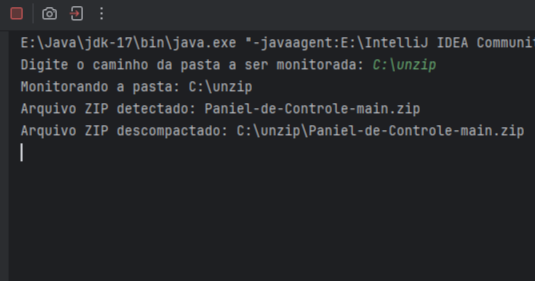 E:\Java\jdk-17\bin\java.exe "-javaagent:E:\IntelliJ IDEA Communi
Digite o caminho da pasta a ser monitorada: C:\unzip
Monitorando a pasta: C:\unzip
Arquivo ZIP detectado: Paniel-de-Controle-main.zip
Arquivo ZIP descompactado: C:\unzip\Paniel-de-Controle-main.zip